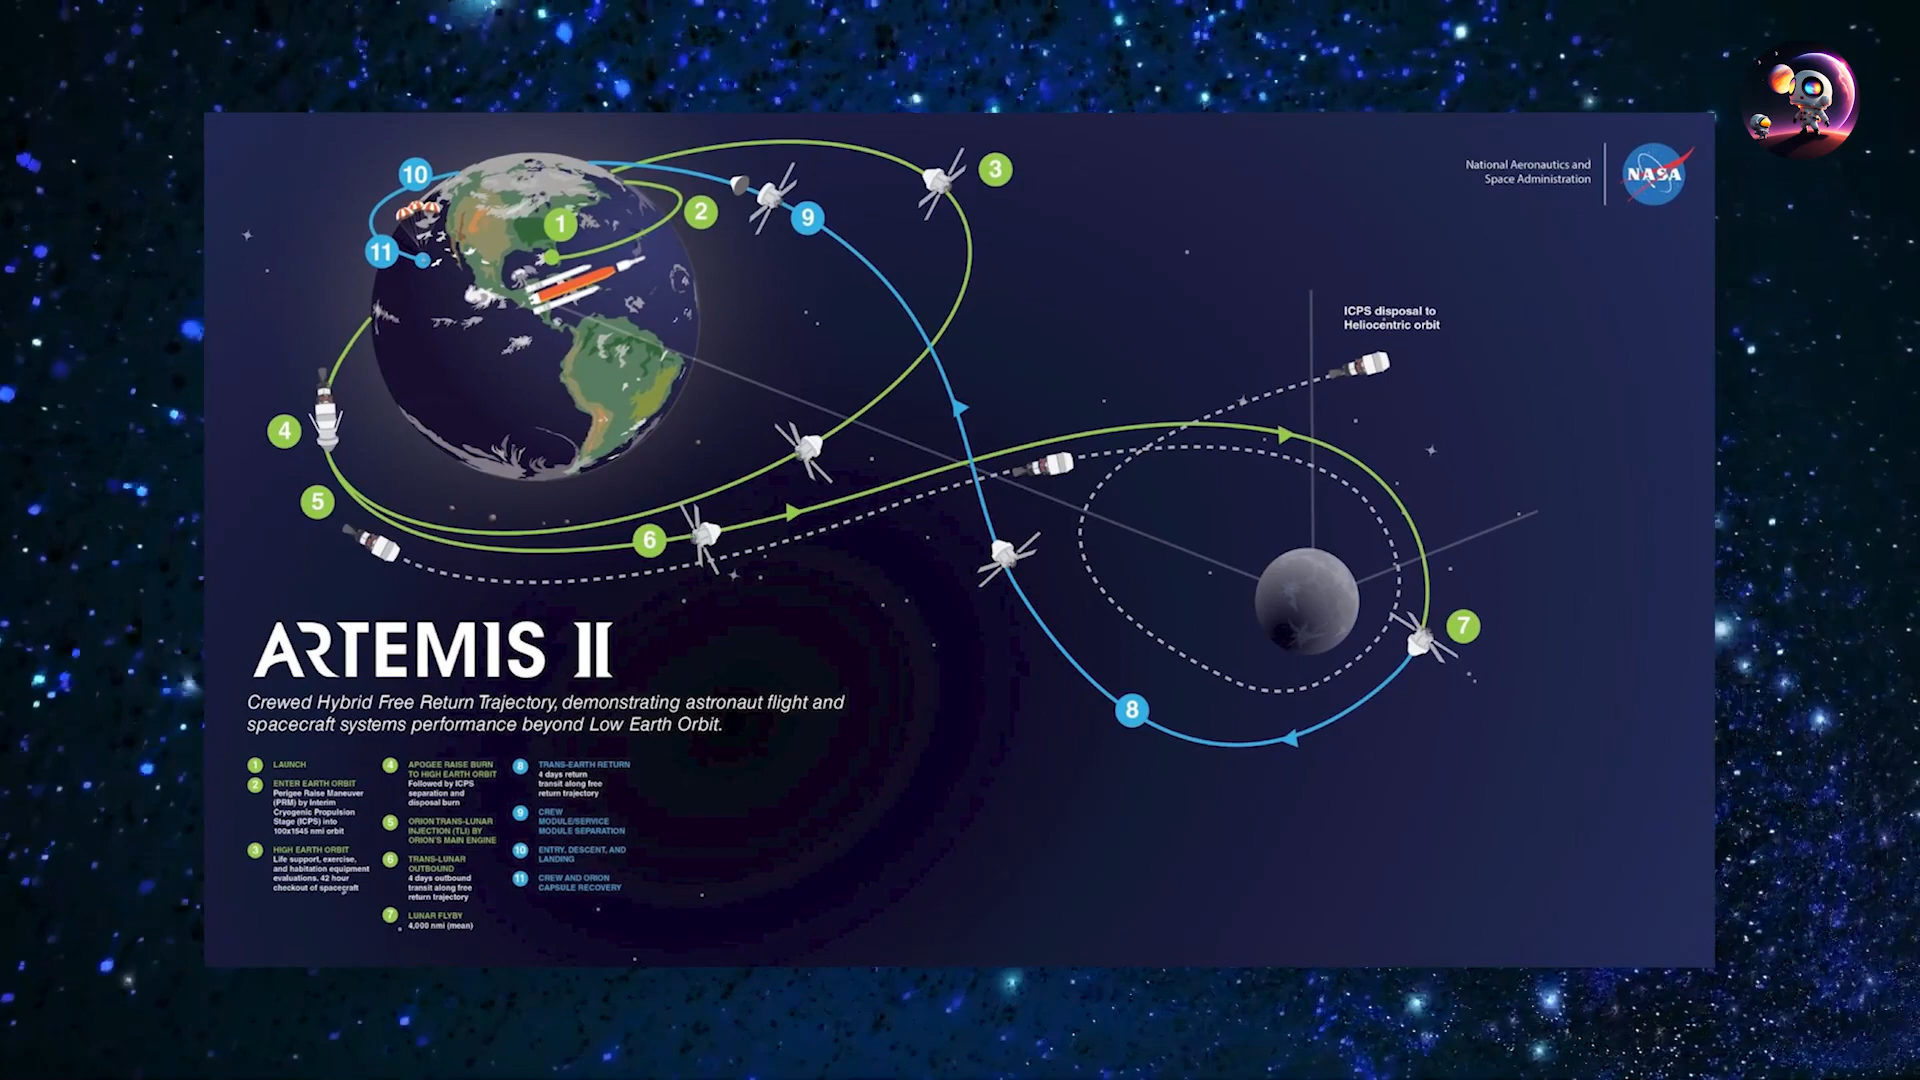 National Aeronautics and
Space Administration
NASA
10
3
1
2
9
11
ICPS disposal to
Heliocentric orbit
4
5
6
7
8
ARTEMIS II
Crewed Hybrid Free Return Trajectory, demonstrating astronaut flight and
spacecraft systems performance beyond Low Earth Orbit.
1 LAUNCH
2 ENTER EARTH ORBIT
Perigee Raise Maneuver
(PRM) by Interim
Cryogenic Propulsion
Stage (ICPS) into
100x1545 nmi orbit
3 HIGH EARTH ORBIT
Life support, exercise,
and habitation equipment
evaluations. 42 hour
checkout of spacecraft
4 APOGEE RAISE BURN
TO HIGH EARTH ORBIT
Followed by ICPS
separation and
disposal burn
5 ORION TRANS-LUNAR
INJECTION (TLI) BY
ORION'S MAIN ENGINE
6 TRANS-LUNAR
OUTBOUND
4 days outbound
transit along free
return trajectory
7 LUNAR FLYBY
4,000 nmi (mean)
8 TRANS-EARTH RETURN
4 days return
transit along free
return trajectory
9 CREW
MODULE/SERVICE
MODULE SEPARATION
10 ENTRY, DESCENT, AND
LANDING
11 CREW AND ORION
CAPSULE RECOVERY